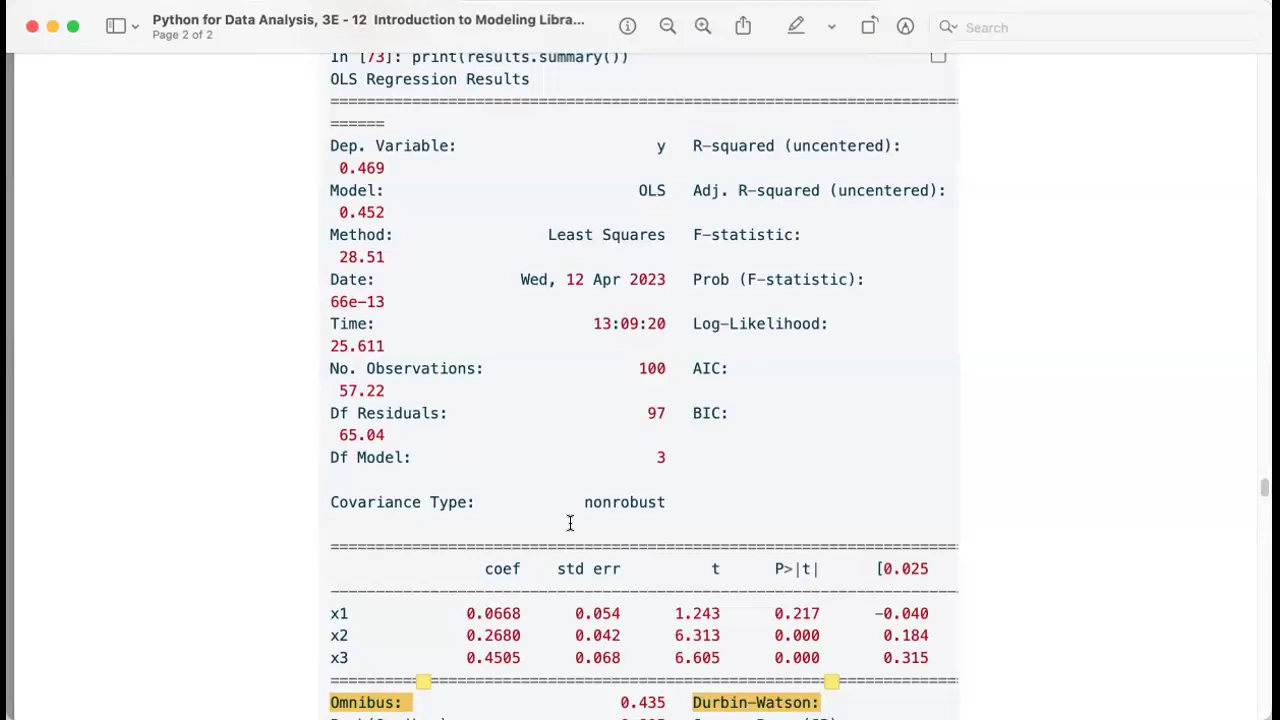 Python for Data Analysis, 3E - 12 Introduction to Modeling Libra...
Page 2 of 2
Search
In [73]: print(results.summary())
OLS Regression Results
======================================================================
======
Dep. Variable: y R-squared (uncentered):
0.469
Model: OLS Adj. R-squared (uncentered):
0.452
Method: Least Squares F-statistic:
28.51
Date: Wed, 12 Apr 2023 Prob (F-statistic):
66e-13
Time: 13:09:20 Log-Likelihood:
25.611
No. Observations: 100 AIC:
57.22
Df Residuals: 97 BIC:
65.04
Df Model: 3
Covariance Type: nonrobust
======================================================================
coef std err t P>|t| [0.025
----------------------------------------------------------------------
x1 0.0668 0.054 1.243 0.217 -0.040
x2 0.2680 0.042 6.313 0.000 0.184
x3 0.4505 0.068 6.605 0.000 0.315
======================================================================
Omnibus: 0.435 Durbin-Watson: